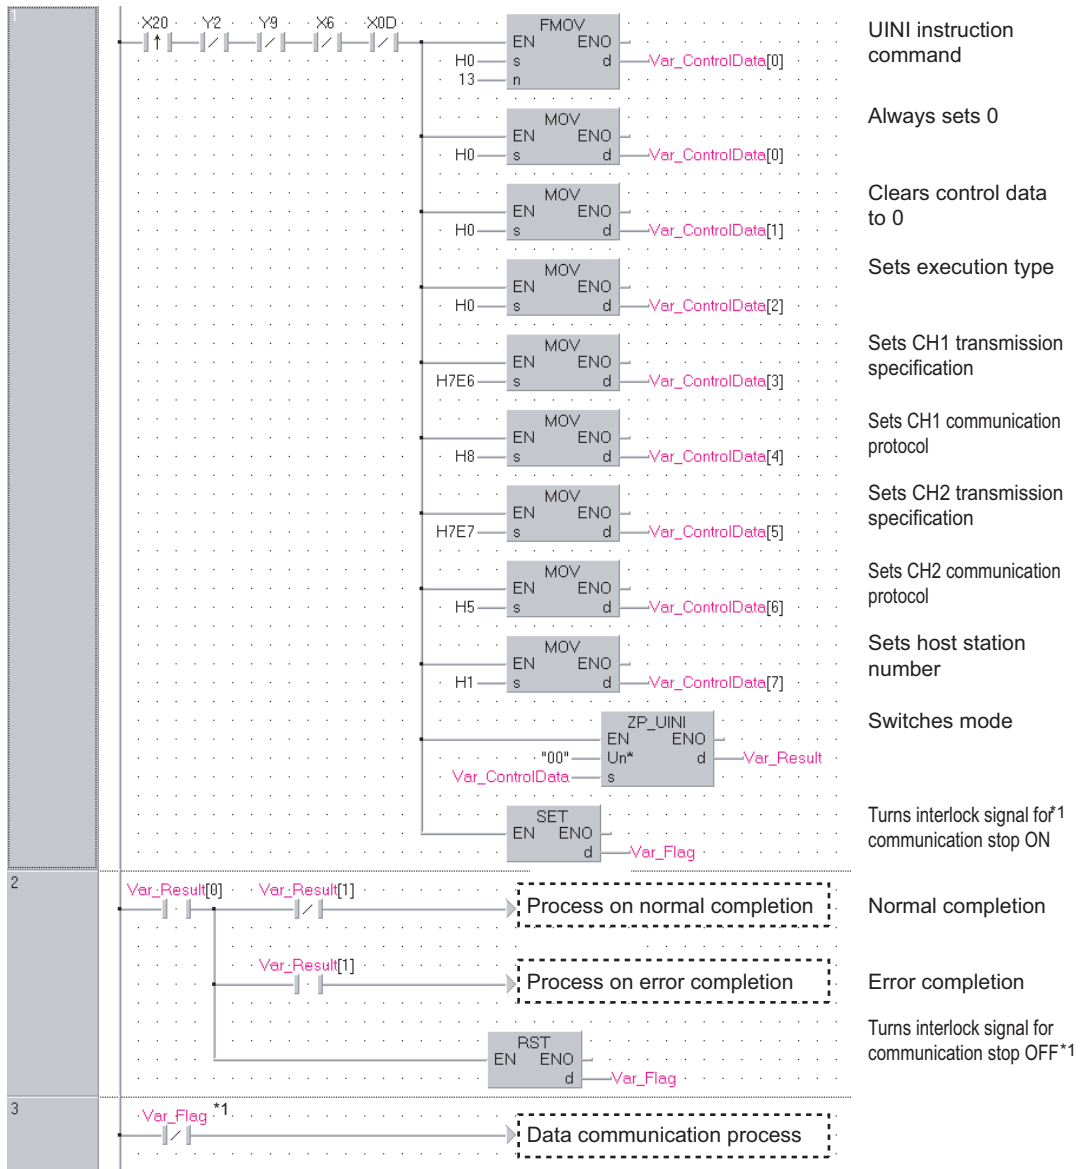 1
X20 Y2 Y9 X6 X0D
FMOV
EN ENO
H0 s d Var_ControlData[0]
13 n
UINI instruction
command
MOV
EN ENO
H0 s d Var_ControlData[0]
Always sets 0
MOV
EN ENO
H0 s d Var_ControlData[1]
Clears control data
to 0
MOV
EN ENO
H0 s d Var_ControlData[2]
Sets execution type
MOV
EN ENO
H7E6 s d Var_ControlData[3]
Sets CH1 transmission
specification
MOV
EN ENO
H8 s d Var_ControlData[4]
Sets CH1 communication
protocol
MOV
EN ENO
H7E7 s d Var_ControlData[5]
Sets CH2 transmission
specification
MOV
EN ENO
H5 s d Var_ControlData[6]
Sets CH2 communication
protocol
MOV
EN ENO
H1 s d Var_ControlData[7]
Sets host station
number
ZP_UINI
EN ENO
"00" Un* d Var_Result
Var_ControlData s
Switches mode
SET
EN ENO
d Var_Flag
Turns interlock signal for*1
communication stop ON
2
Var_Result[0] Var_Result[1]
Process on normal completion
Normal completion
Var_Result[1]
Process on error completion
Error completion
RST
EN ENO
d Var_Flag
Turns interlock signal for
communication stop OFF*1
3
Var_Flag *1
Data communication process